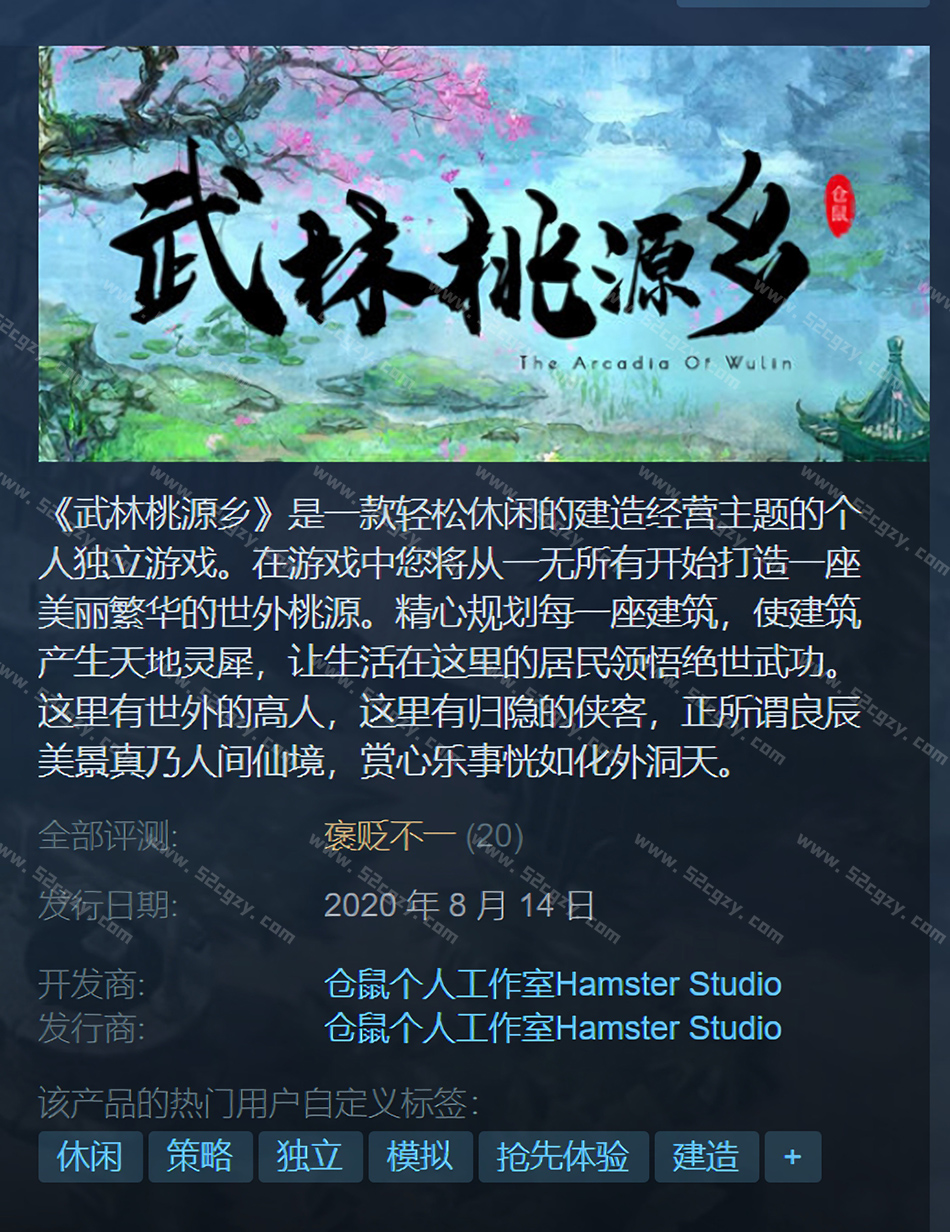 武林桃源乡
仓鼠
The Arcadia Of Wulin
《武林桃源乡》是一款轻松休闲的建造经营主题的个
人独立游戏。在游戏中您将从一无所有开始打造一座
美丽繁华的世外桃源。精心规划每一座建筑，使建筑
产生天地灵犀，让生活在这里的居民领悟绝世武功。
这里有世外的高人，这里有归隐的侠客，正所谓良辰
美景真乃人间仙境，赏心乐事恍如化外洞天。
全部评测: 褒贬不一 (20)
发行日期: 2020 年 8 月 14 日
开发商: 仓鼠个人工作室Hamster Studio
发行商: 仓鼠个人工作室Hamster Studio
该产品的热门用户自定义标签:
休闲 策略 独立 模拟 抢先体验 建造 +
www.52cgzy.com